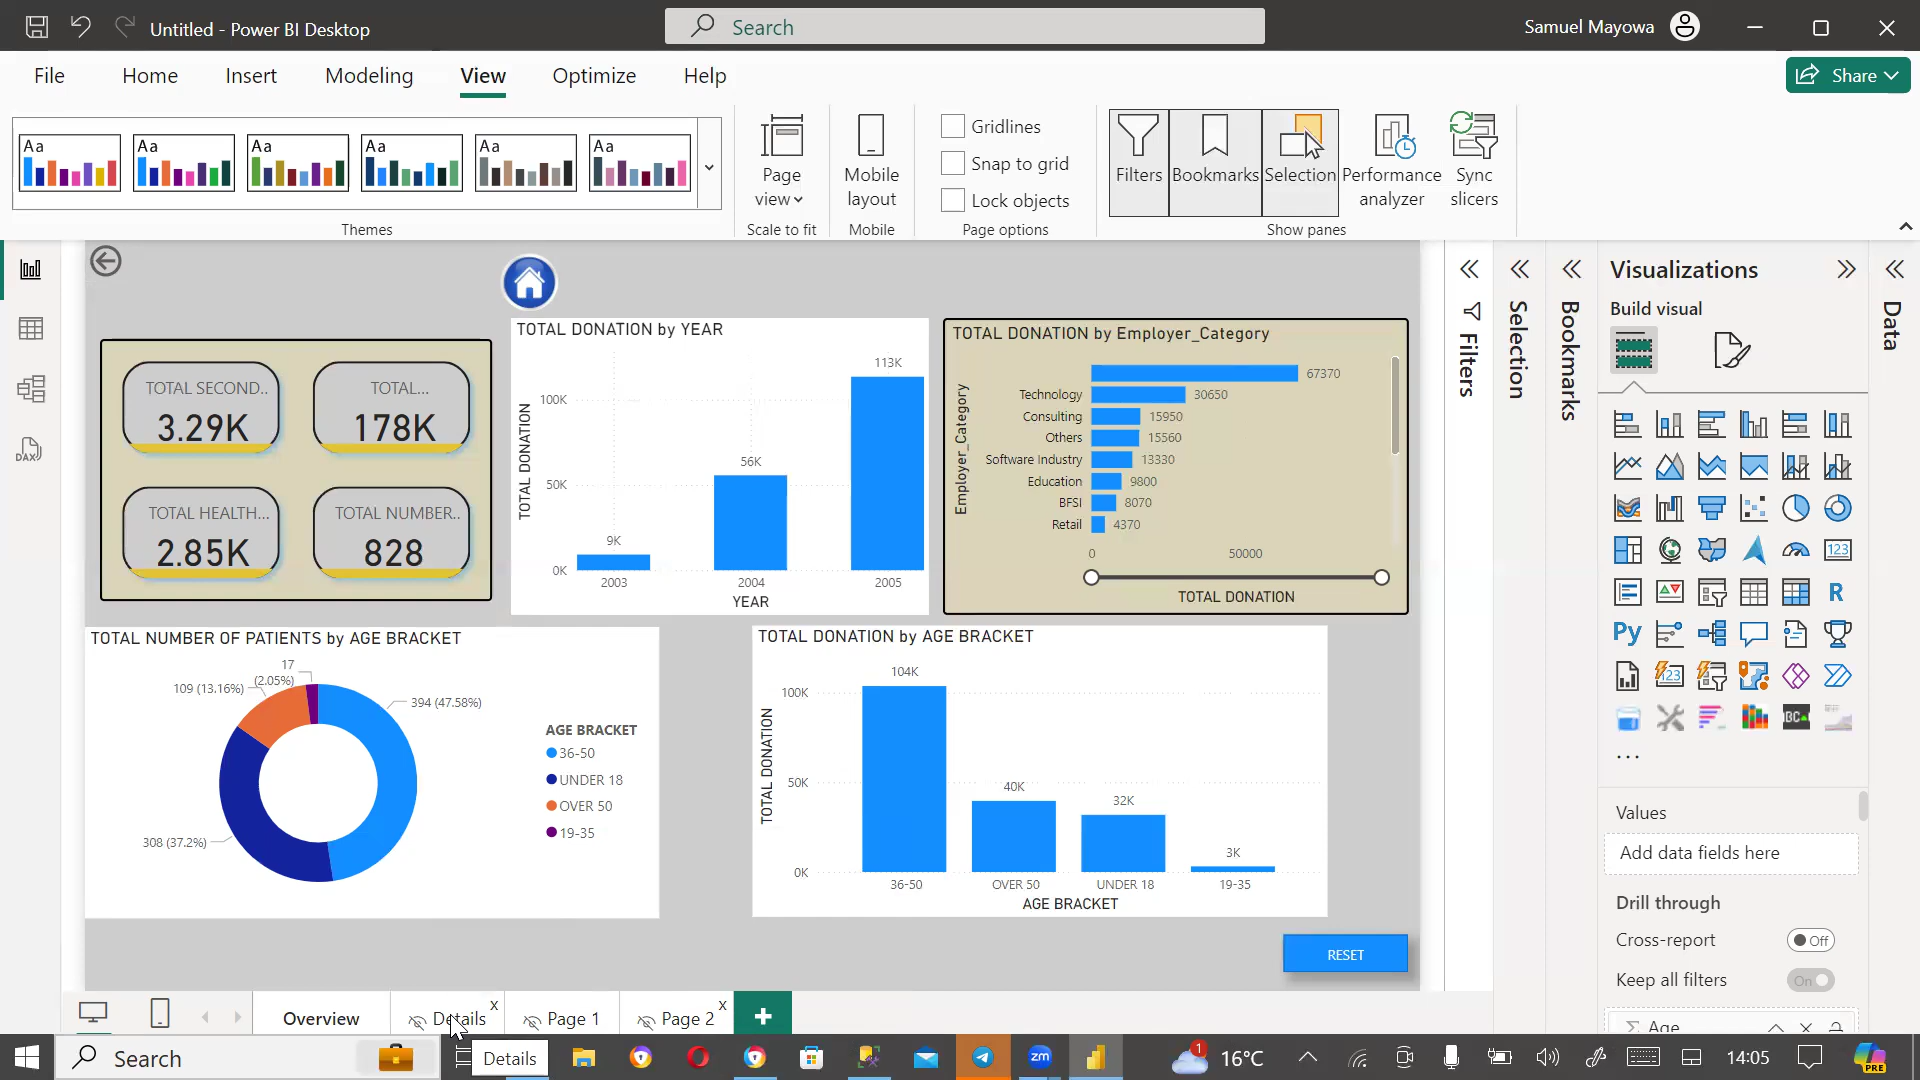 Untitled - Power BI Desktop
Search
Samuel Mayowa
File Home Insert Modeling View Optimize Help
Share
Aa Aa Aa Aa Aa Aa
Page view
Mobile layout
Gridlines
Snap to grid
Lock objects
Filters Bookmarks Selection Performance analyzer Sync slicers
Themes Scale to fit Mobile Page options Show panes
TOTAL SECOND..
3.29K
TOTAL...
178K
TOTAL HEALTH...
2.85K
TOTAL NUMBER..
828
TOTAL DONATION by YEAR
TOTAL DONATION
100K
50K
0K
9K
56K
113K
2003 2004 2005
YEAR
TOTAL DONATION by Employer_Category
Employer_Category
67370
Technology 30650
Consulting 15950
Others 15560
Software Industry 13330
Education 9800
BFSI 8070
Retail 4370
0 50000
TOTAL DONATION
TOTAL NUMBER OF PATIENTS by AGE BRACKET
17 (2.05%)
109 (13.16%)
394 (47.58%)
308 (37.2%)
AGE BRACKET
36-50
UNDER 18
OVER 50
19-35
TOTAL DONATION by AGE BRACKET
TOTAL DONATION
100K
50K
0K
104K
40K
32K
3K
36-50 OVER 50 UNDER 18 19-35
AGE BRACKET
RESET
Filters
Selection
Bookmarks
Visualizations
Build visual
R
Py
123
123
ABC
...
Values
Add data fields here
Drill through
Cross-report Off
Keep all filters On
Age
Data
DAX
Overview Details x Page 1 Page 2 x +
Search
Details
zm
1
16°C
14:05
PRE